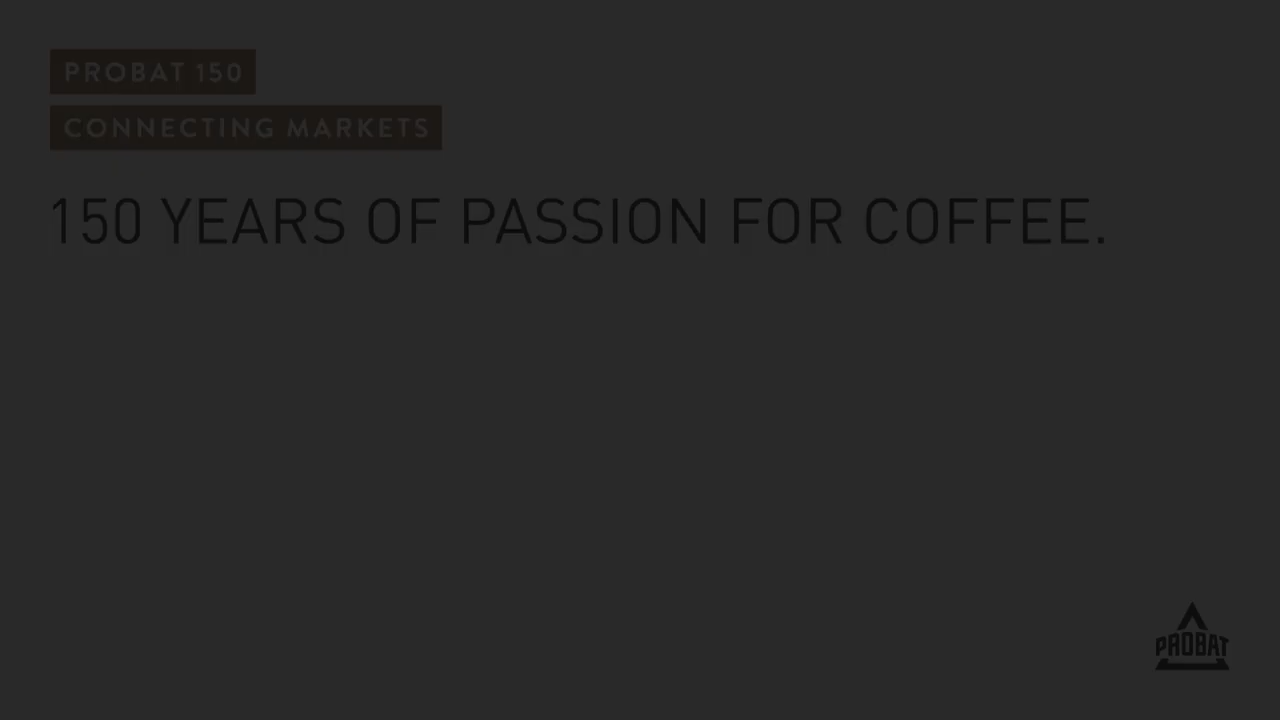 PROBAT 150
CONNECTING MARKETS
150 YEARS OF PASSION FOR COFFEE.
PROBAT